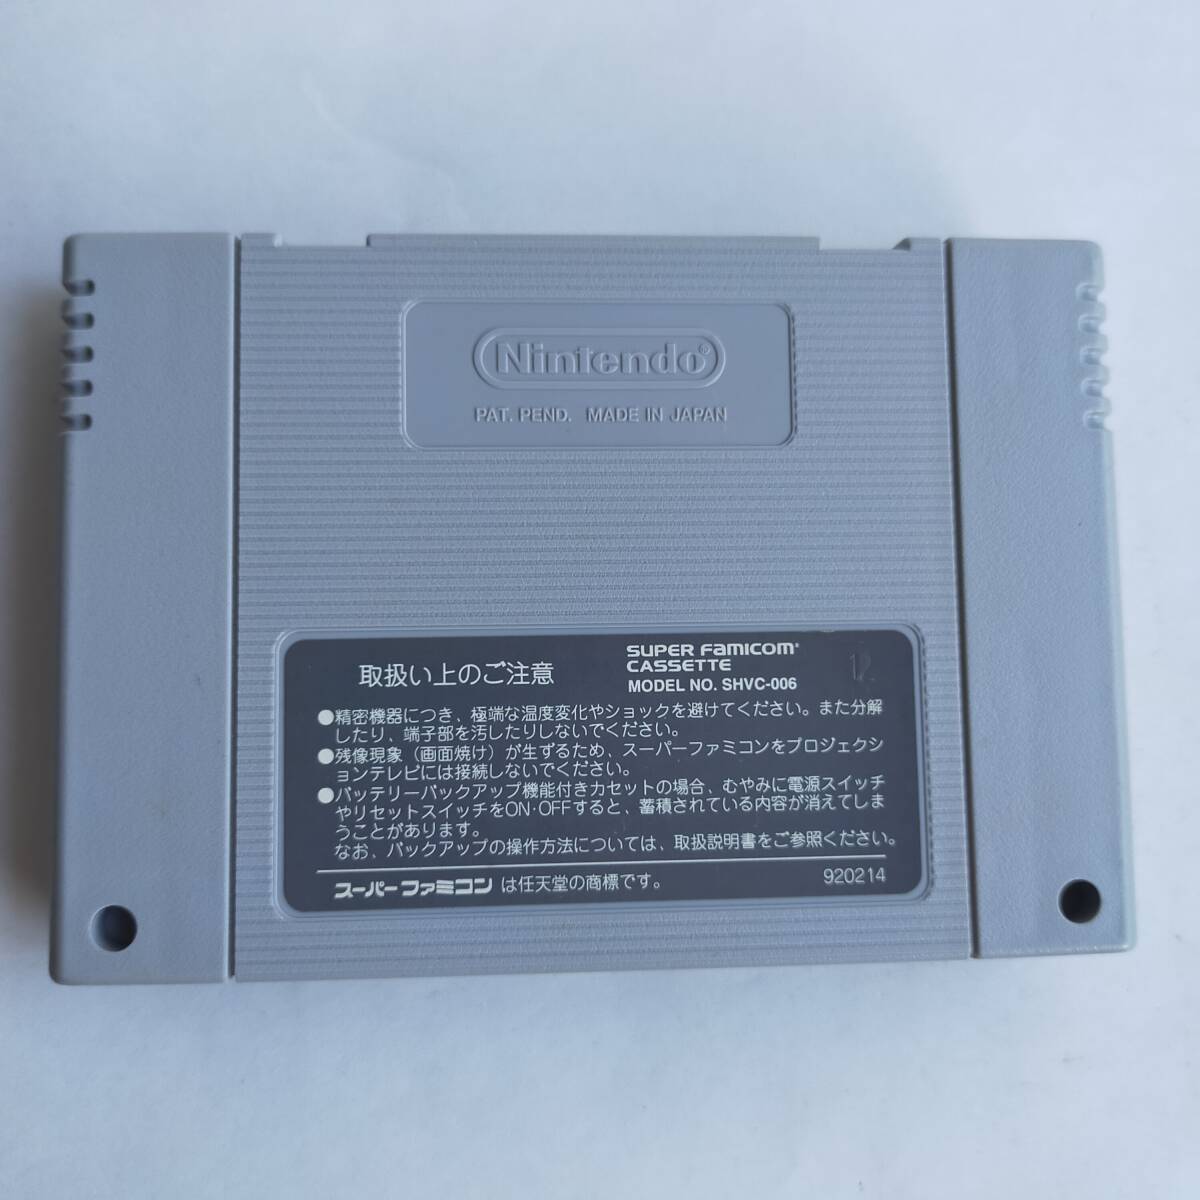 Nintendo®
PAT. PEND. MADE IN JAPAN
取扱い上のご注意
SUPER FAMICOM
CASSETTE
MODEL NO. SHVC-006
12
●精密機器につき、極端な温度変化やショックを避けてください。また分解
したり、端子部を汚したりしないでください。
●残像現象（画面焼け）が生ずるため、スーパーファミコンをプロジェクシ
ョンテレビには接続しないでください。
●バッテリーバックアップ機能付きカセットの場合、むやみに電源スイッチ
やリセットスイッチをON·OFFすると、蓄積されている内容が消えてしま
うことがあります。
なお、バックアップの操作方法については、取扱説明書をご参照ください。
スーパーファミコンは任天堂の商標です。
920214